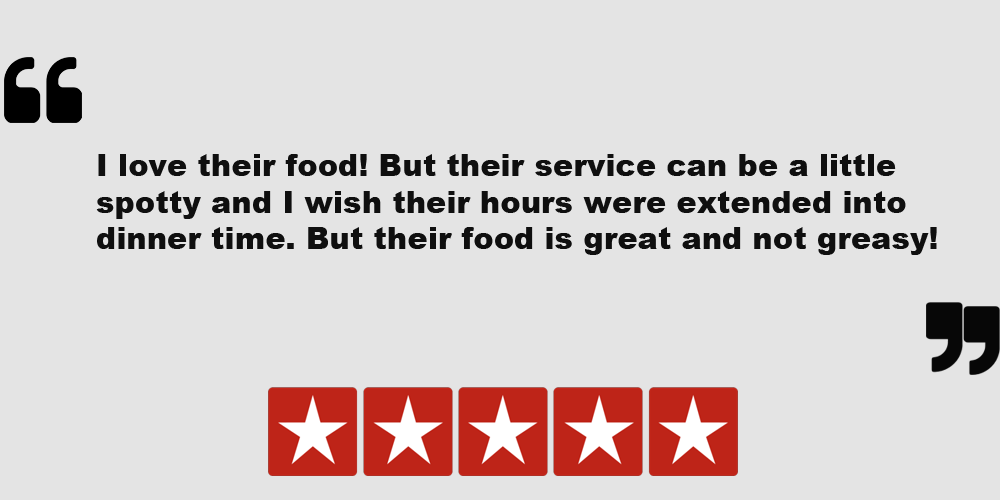 I love their food! But their service can be a little
spotty and I wish their hours were extended into
dinner time. But their food is great and not greasy!